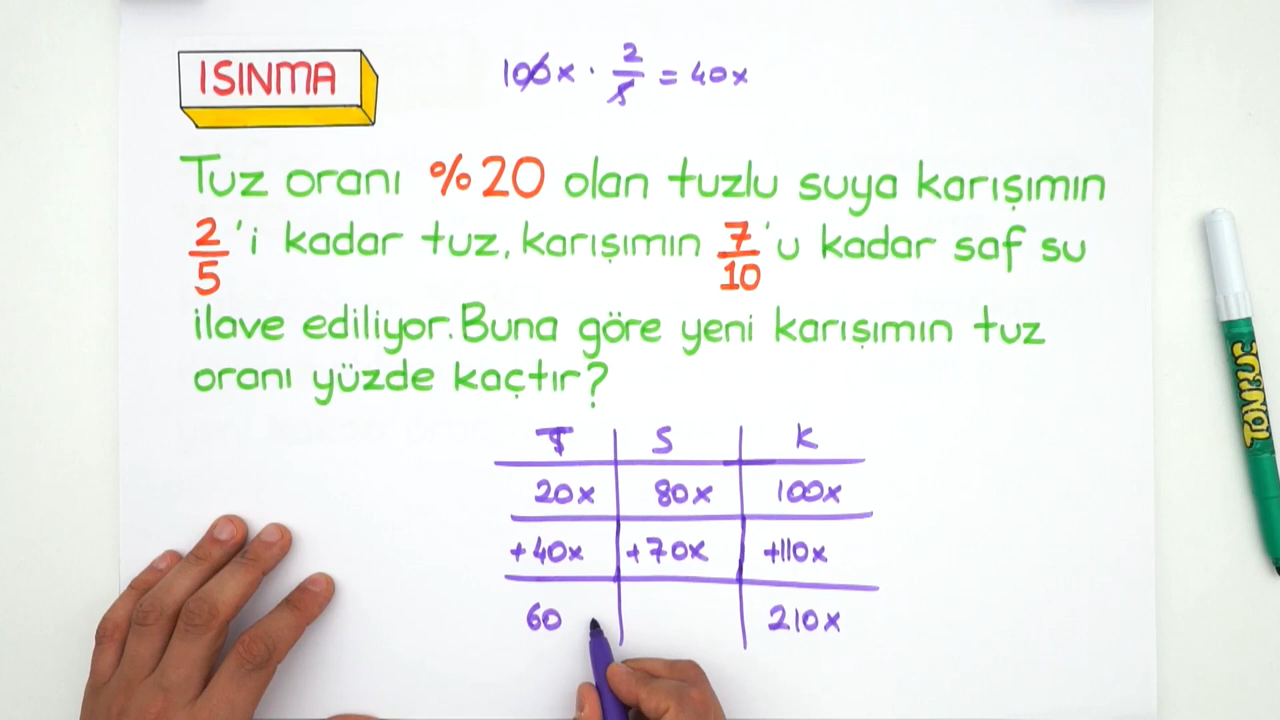 ISINMA
100x · 2/5 = 40x
Tuz oranı %20 olan tuzlu suya karışımın
2/5'i kadar tuz, karışımın 7/10'u kadar saf su
ilave ediliyor. Buna göre yeni karışımın tuz
oranı yüzde kaçtır?
T S K
20x 80x 100x
+40x +70x +110x
60 210x
TONGUÇ